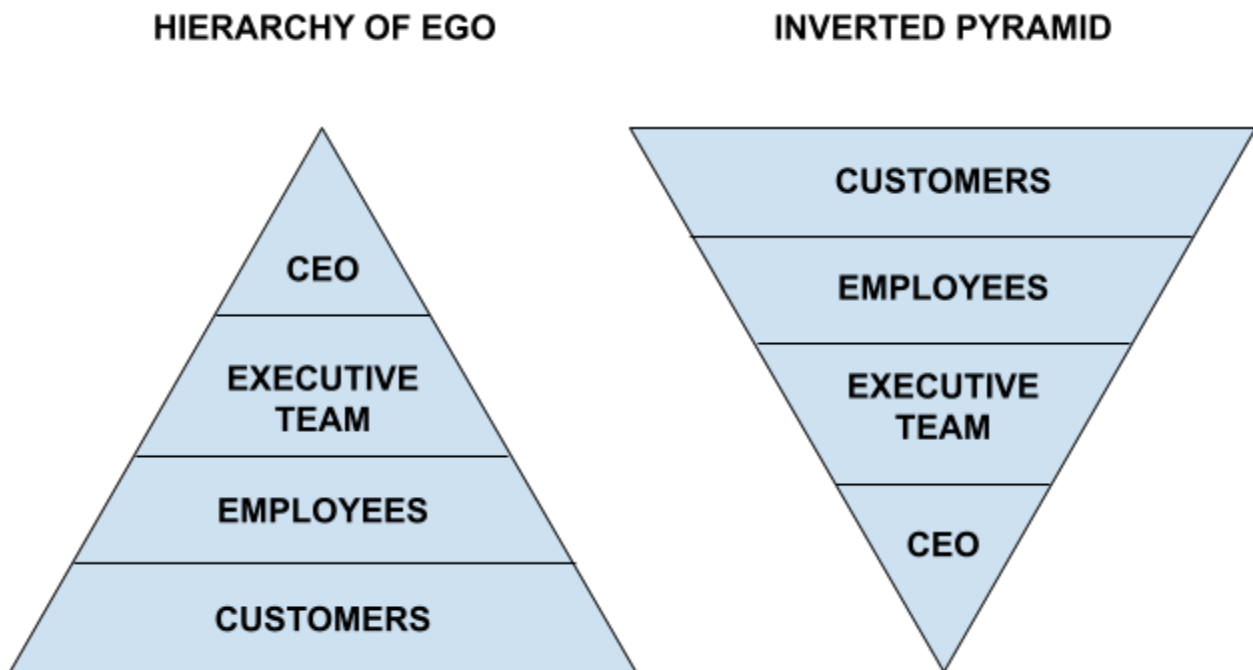 HIERARCHY OF EGO
CEO
EXECUTIVE
TEAM
EMPLOYEES
CUSTOMERS
INVERTED PYRAMID
CUSTOMERS
EMPLOYEES
EXECUTIVE
TEAM
CEO